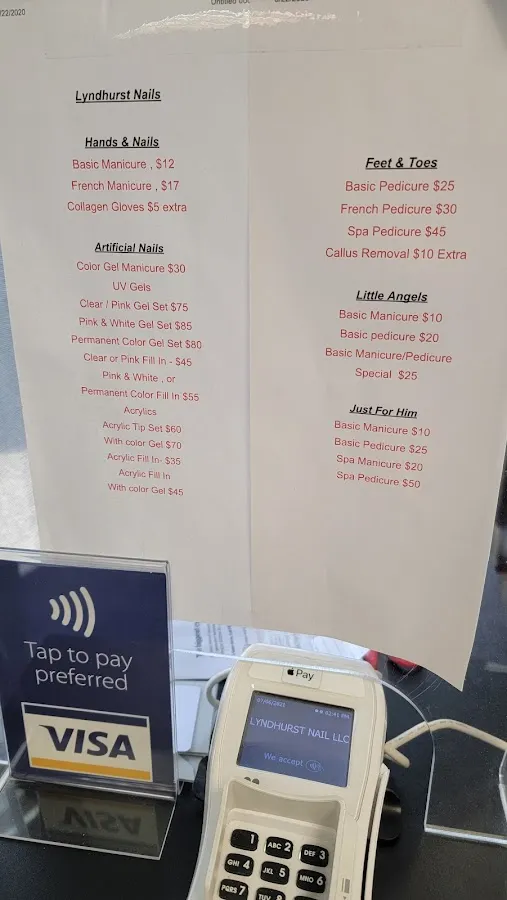 /22/2020
Lyndhurst Nails
Hands & Nails
Basic Manicure , $12
French Manicure , $17
Collagen Gloves $5 extra
Artificial Nails
Color Gel Manicure $30
UV Gels
Clear / Pink Gel Set $75
Pink & White Gel Set $85
Permanent Color Gel Set $80
Clear or Pink Fill In - $45
Pink & White , or
Permanent Color Fill In $55
Acrylics
Acrylic Tip Set $60
With color Gel $70
Acrylic Fill In- $35
Acrylic Fill In
With color Gel $45
Feet & Toes
Basic Pedicure $25
French Pedicure $30
Spa Pedicure $45
Callus Removal $10 Extra
Little Angels
Basic Manicure $10
Basic pedicure $20
Basic Manicure/Pedicure
Special $25
Just For Him
Basic Manicure $10
Basic Pedicure $25
Spa Manicure $20
Spa Pedicure $50
Tap to pay
preferred
VISA
Pay
LYNDHURST NAIL LLC
We accept
1
ABC 2
DEF 3
GHI 4
JKL 5
MNO 6
PQRS 7
TUV 8